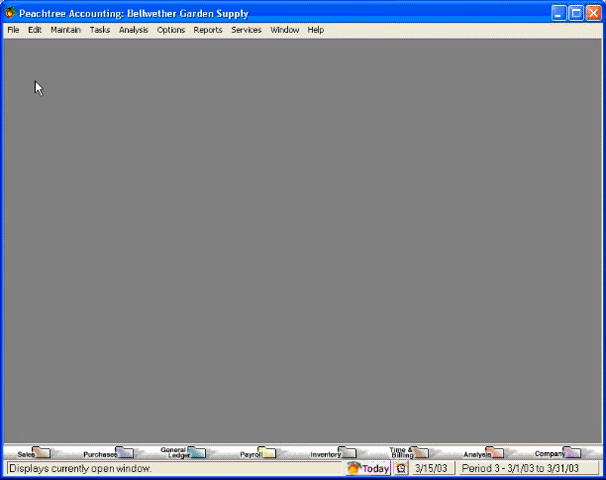 Peachtree Accounting: Bellwether Garden Supply
File Edit Maintain Tasks Analysis Options Reports Services Window Help
Sales Purchases General Ledger Payroll Inventory Time & Billing Analysis Company
Displays currently open window. Today 3/15/03 Period 3 - 3/1/03 to 3/31/03